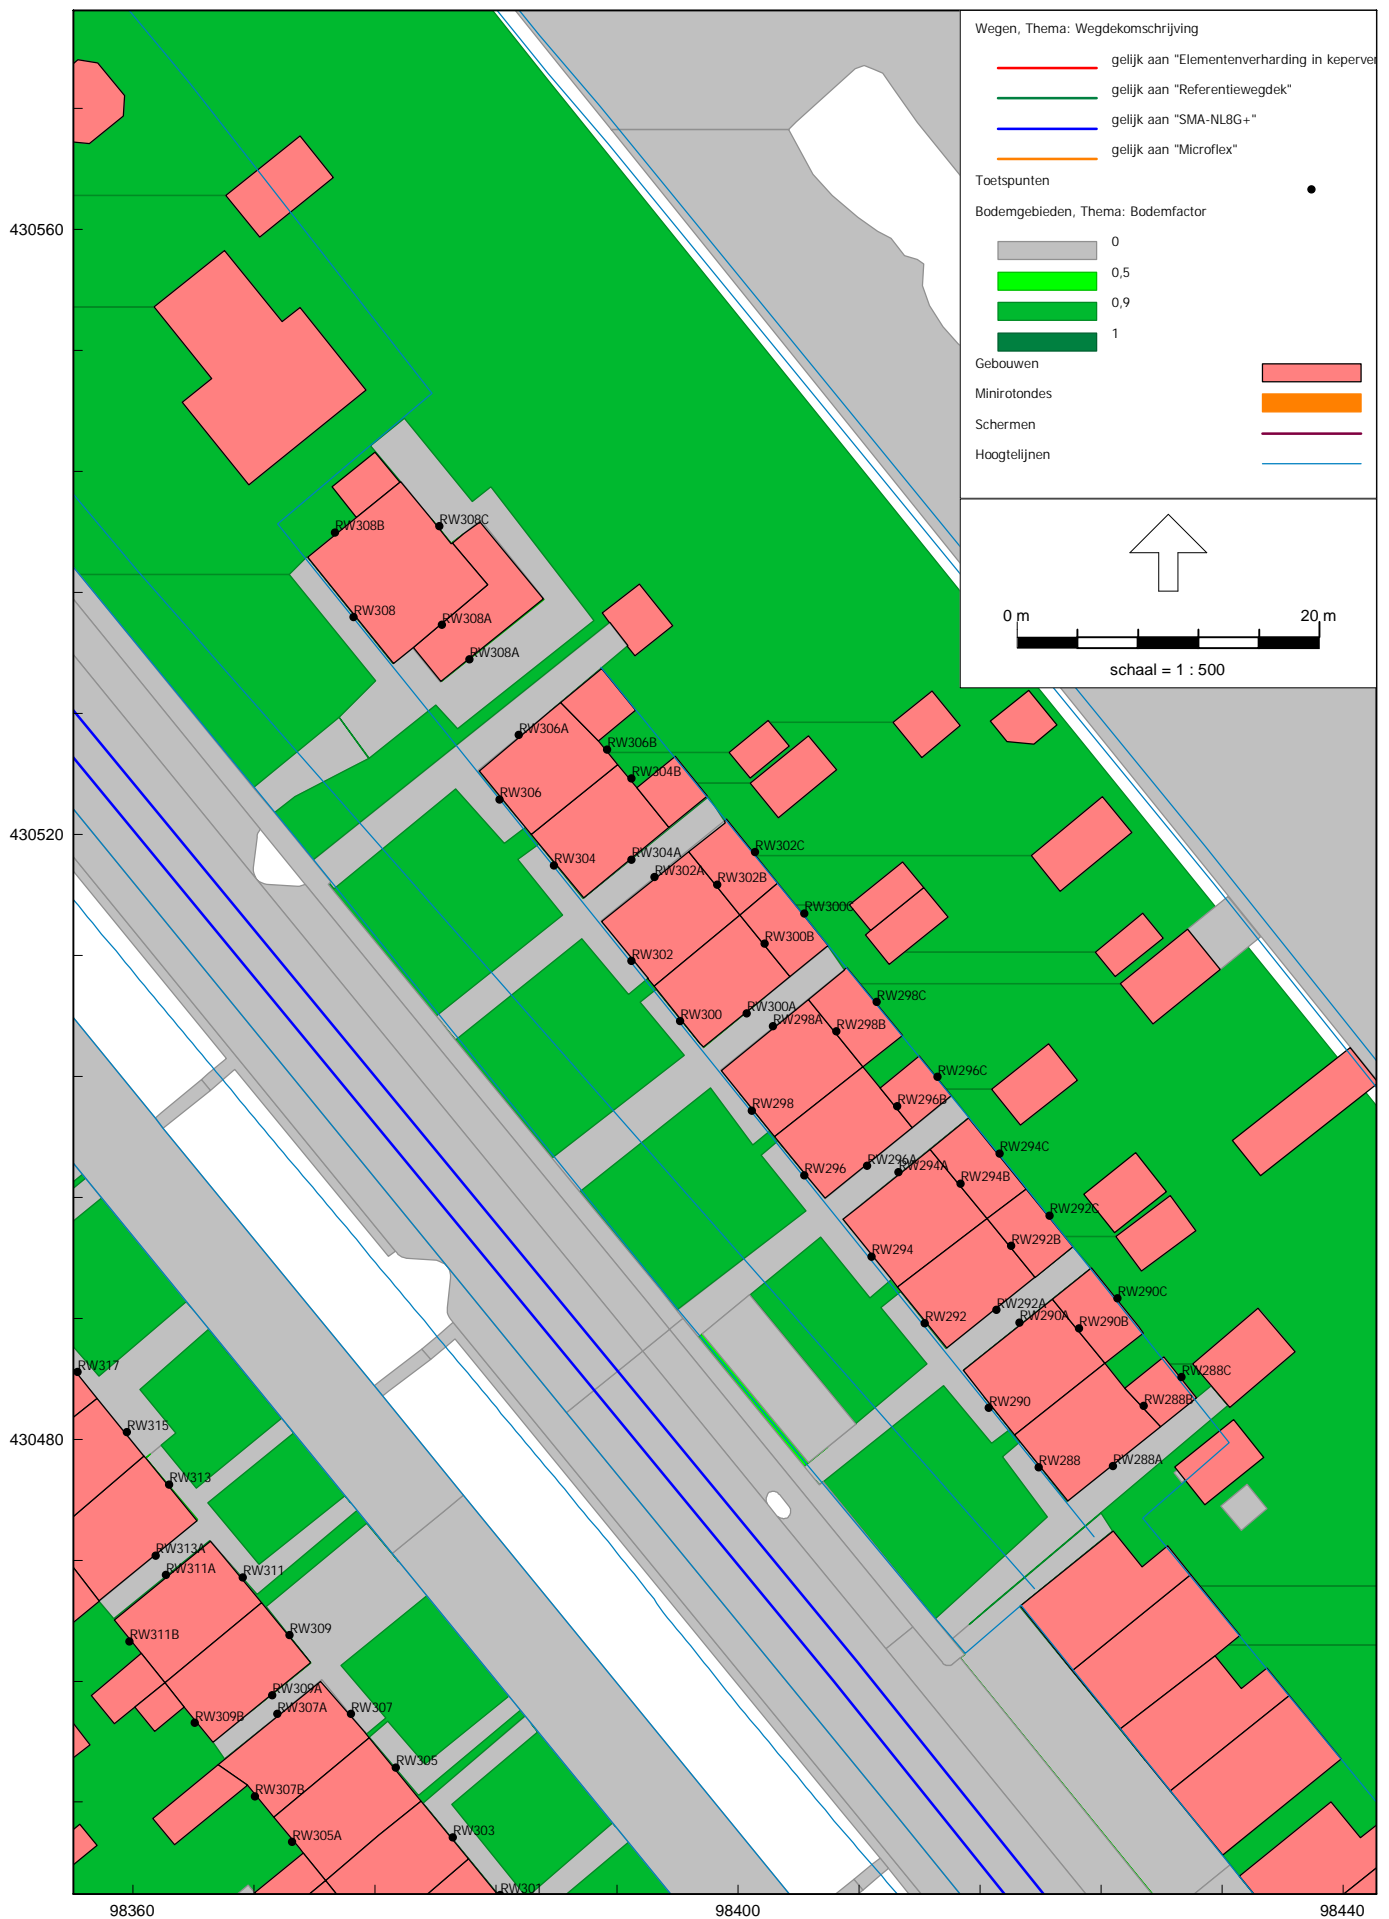 Wegen, Thema: Wegdekomschrijving
gelijk aan "Elementenverharding in keperver
gelijk aan "Referentiewegdek"
gelijk aan "SMA-NL8G+"
gelijk aan "Microflex"
Toetspunten
Bodemgebieden, Thema: Bodemfactor
0
0,5
0,9
1
Gebouwen
Minirotondes
Schermen
Hoogtelijnen
0 m
20 m
schaal = 1 : 500
430560
430520
430480
98360
98400
98440
RW308B
RW308C
RW308
RW308A
RW308A
RW306A
RW306B
RW304B
RW306
RW304A
RW302C
RW304
RW302A
RW302B
RW300C
RW300B
RW302
RW298C
RW300
RW300A
RW298A
RW298B
RW296C
RW296B
RW298
RW294C
RW296A
RW294A
RW296
RW294B
RW292C
RW292B
RW294
RW290C
RW292A
RW292
RW290A
RW290B
RW288C
RW288B
RW290
RW288
RW288A
RW317
RW315
RW313
RW313A
RW311A
RW311
RW311B
RW309
RW309A
RW309B
RW307A
RW307
RW305
RW307B
RW305A
RW303
RW301